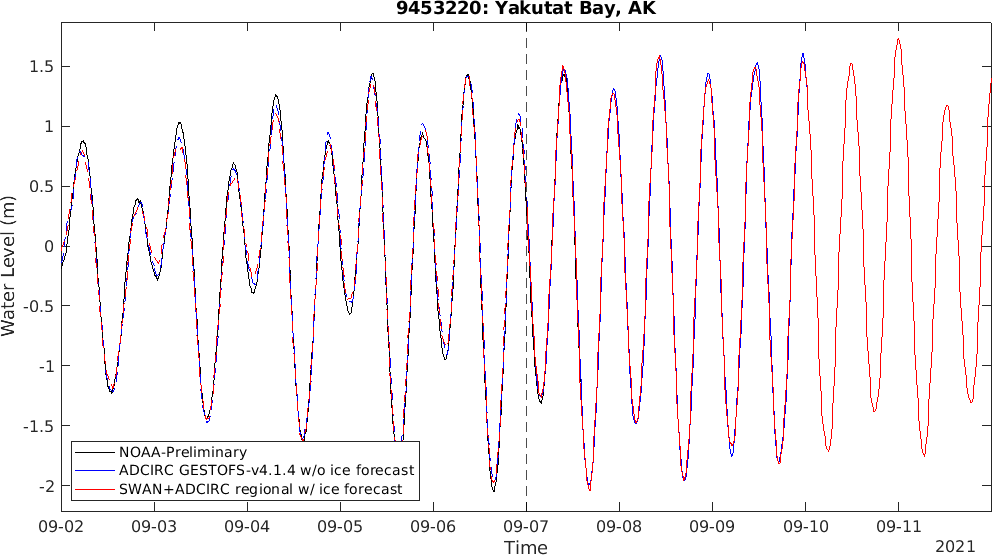 9453220: Yakutat Bay, AK
Water Level (m)
1.5
1
0.5
0
-0.5
-1
-1.5
-2
NOAA-Preliminary
ADCIRC GESTOFS-v4.1.4 w/o ice forecast
SWAN+ADCIRC regional w/ ice forecast
09-02 09-03 09-04 09-05 09-06 09-07 09-08 09-09 09-10 09-11
Time
2021